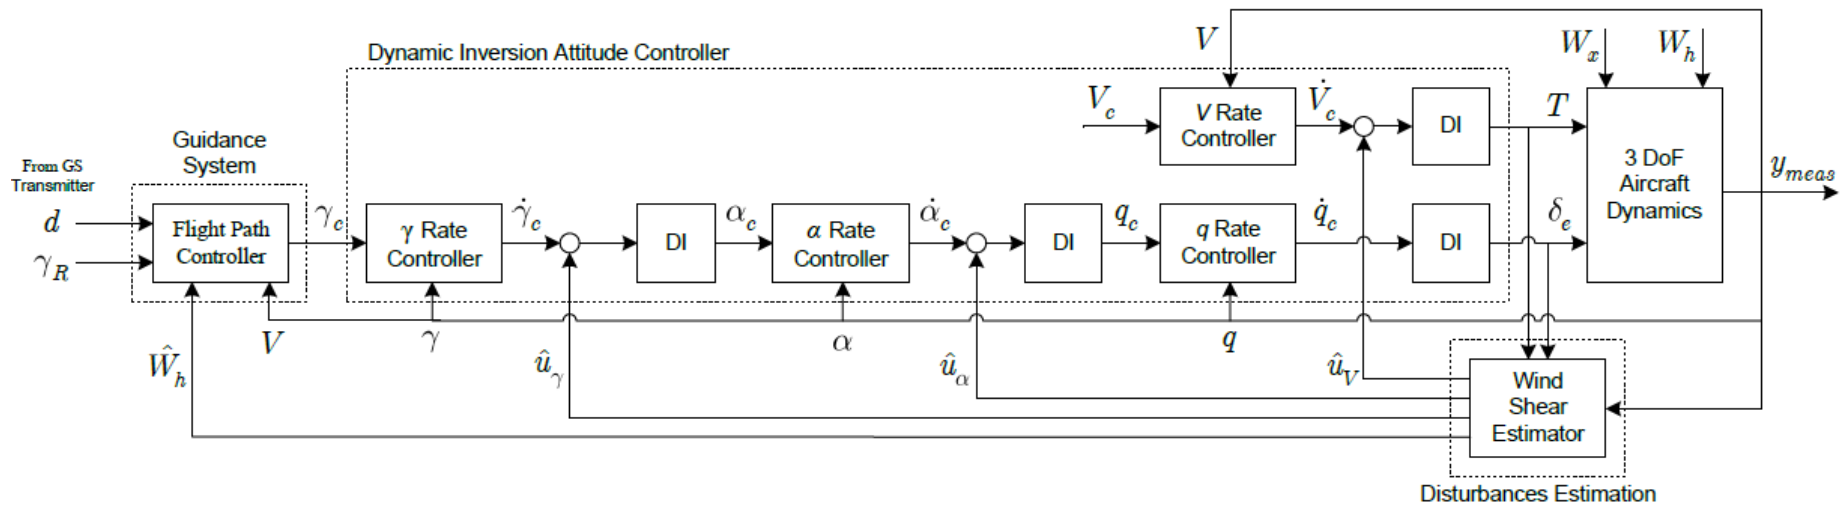 Dynamic Inversion Attitude Controller
V
W_x
W_h
V_c
V Rate
Controller
V̇_c
DI
T
Guidance
System
From GS
Transmitter
d
γ_R
Flight Path
Controller
γ_c
γ Rate
Controller
γ̇_c
DI
α_c
α Rate
Controller
α̇_c
DI
q_c
q Rate
Controller
q̇_c
DI
δ_e
3 DoF
Aircraft
Dynamics
y_meas
V
γ
α
q
Ŵ_h
û_γ
û_α
û_V
Wind
Shear
Estimator
Disturbances Estimation